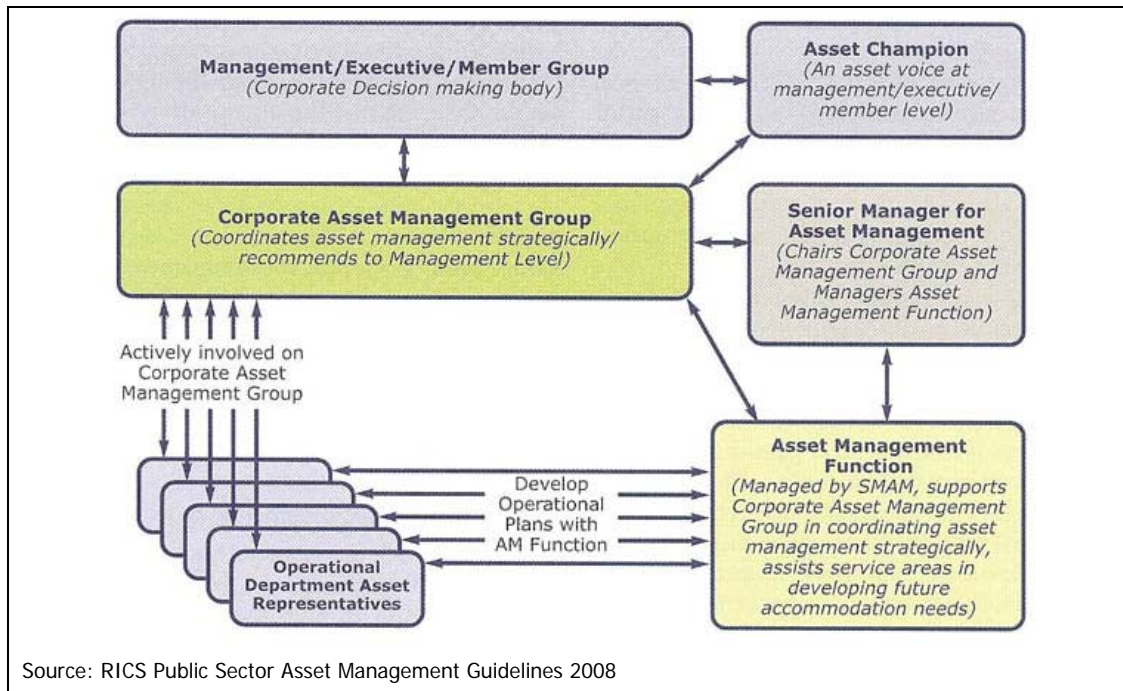 Management/Executive/Member Group
(Corporate Decision making body)
Asset Champion
(An asset voice at
management/executive/
member level)
Corporate Asset Management Group
(Coordinates asset management strategically/
recommends to Management Level)
Senior Manager for
Asset Management
(Chairs Corporate Asset
Management Group and
Managers Asset
Management Function)
Actively involved on
Corporate Asset
Management Group
Develop
Operational
Plans with
AM Function
Asset Management
Function
(Managed by SMAM, supports
Corporate Asset Management
Group in coordinating asset
management strategically,
assists service areas in
developing future
accommodation needs)
Operational
Department Asset
Representatives
Source: RICS Public Sector Asset Management Guidelines 2008